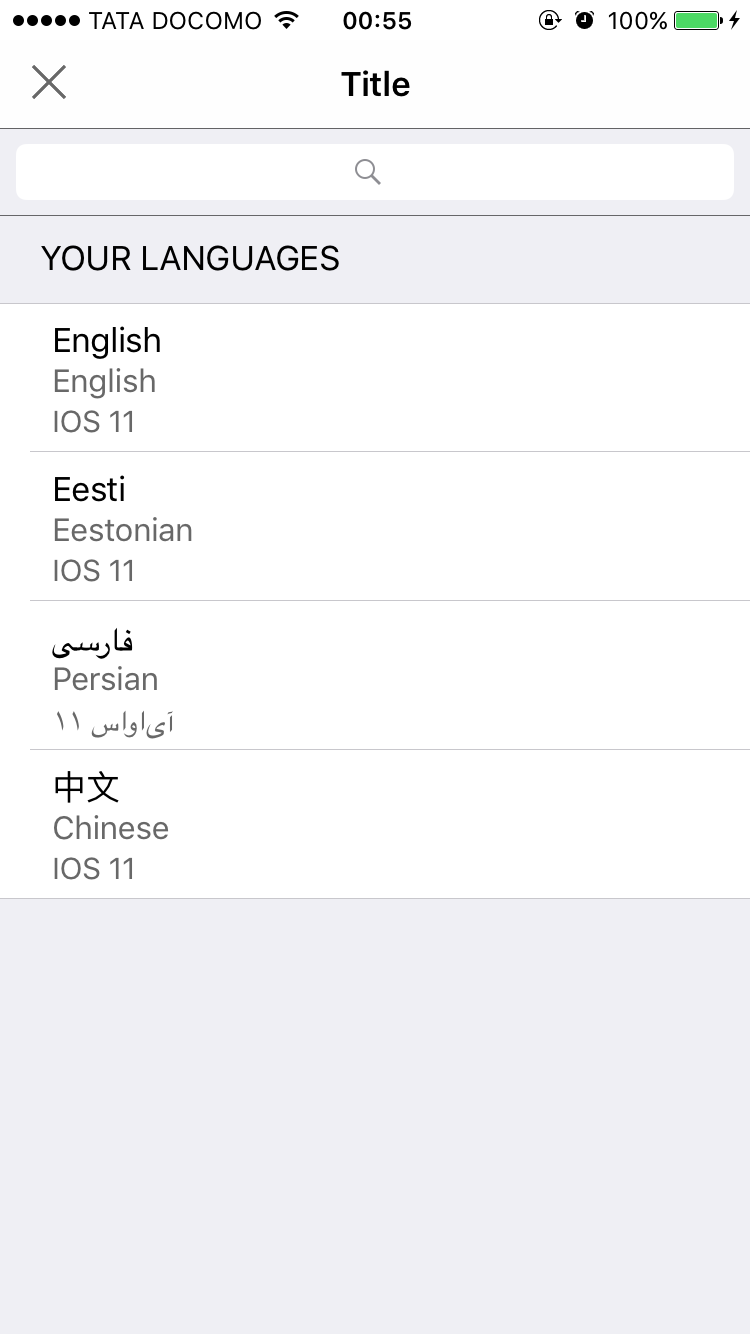 TATA DOCOMO 00:55 100%
Title
YOUR LANGUAGES
English
English
IOS 11
Eesti
Eestonian
IOS 11
فارسی
Persian
آی‌اواس ۱۱
中文
Chinese
IOS 11